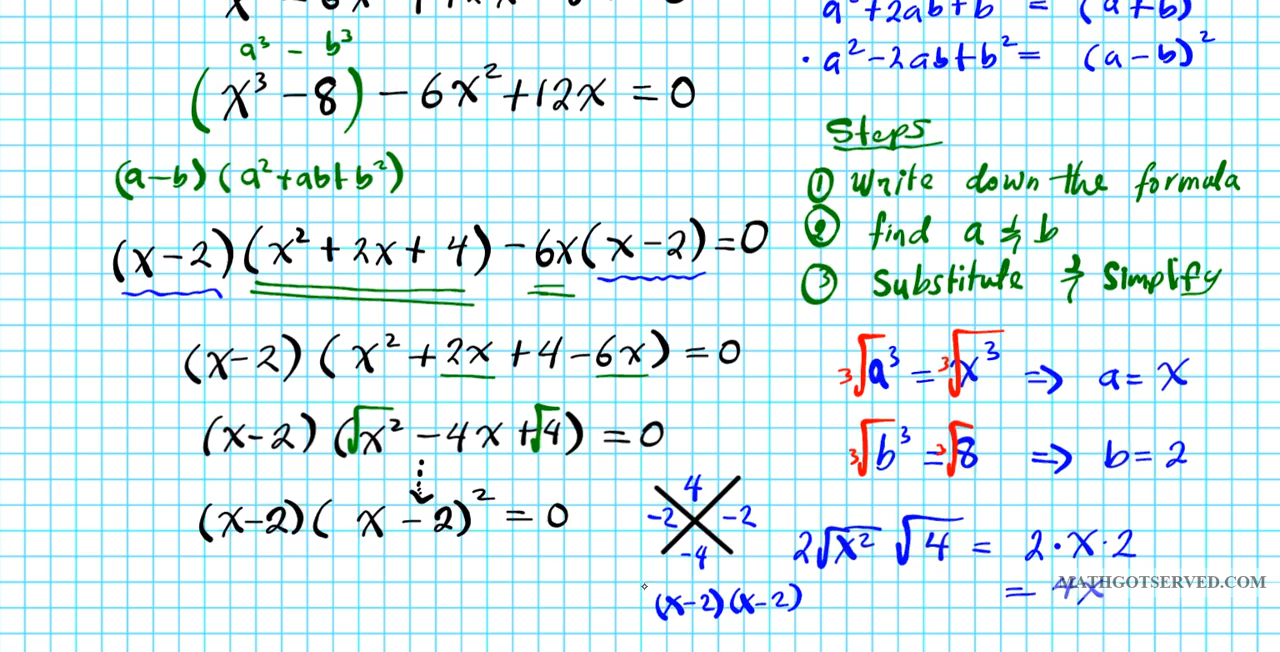 a³ - b³
(x³ - 8) - 6x² + 12x = 0
(a-b)(a²+ab+b²)
(x-2)(x² + 2x + 4) - 6x(x-2) = 0
(x-2)(x² + 2x + 4 - 6x) = 0
(x-2)(√x² - 4x + √4) = 0
(x-2)(x - 2)² = 0
a²+2ab+b² = (a+b)
· a² - 2ab + b² = (a-b)²
Steps
① Write down the formula
② find a & b
③ Substitute & Simplify
³√a³ = ³√x³ => a = x
³√b³ = ³√8 => b = 2
4
-2 -2
-4
(x-2)(x-2)
2√x² √4 = 2·x·2
= 4x
MATHGOTSERVED.COM